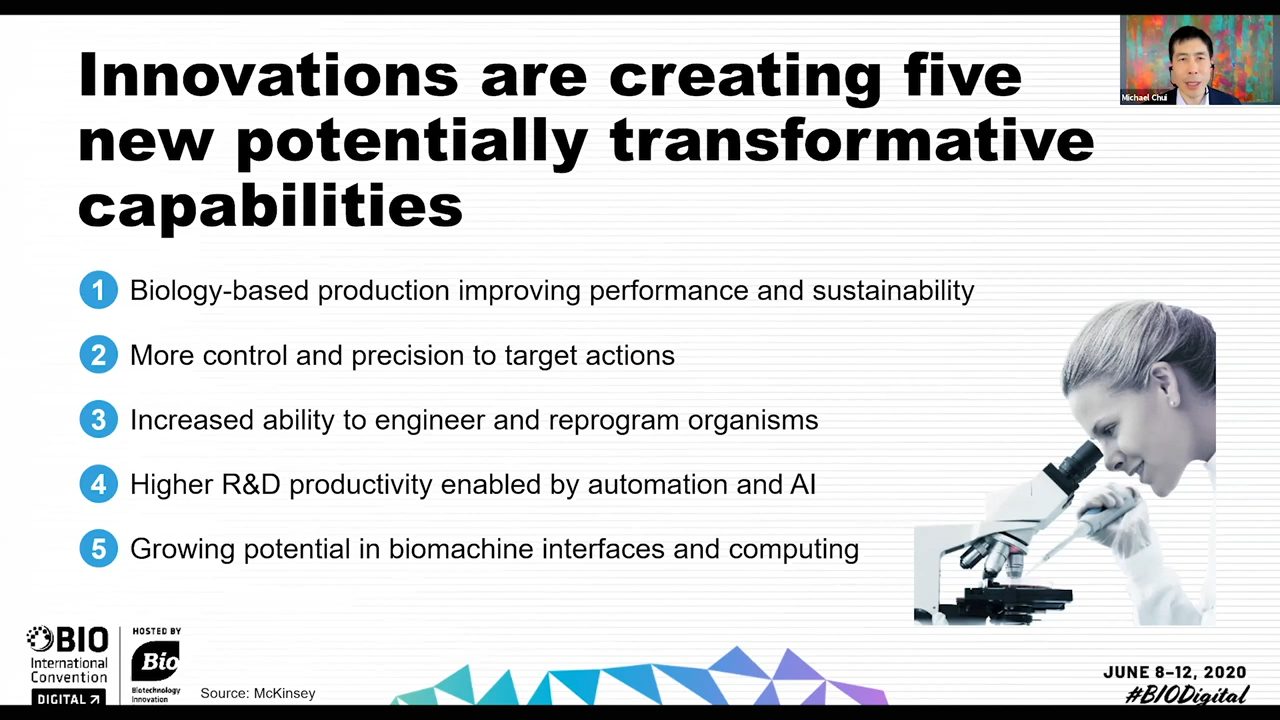 Innovations are creating five
new potentially transformative
capabilities
Michael Chui
1 Biology-based production improving performance and sustainability
2 More control and precision to target actions
3 Increased ability to engineer and reprogram organisms
4 Higher R&D productivity enabled by automation and AI
5 Growing potential in biomachine interfaces and computing
BIO
International
Convention
DIGITAL
HOSTED BY
Bio
Biotechnology
Innovation
Source: McKinsey
JUNE 8–12, 2020
#BIODigital